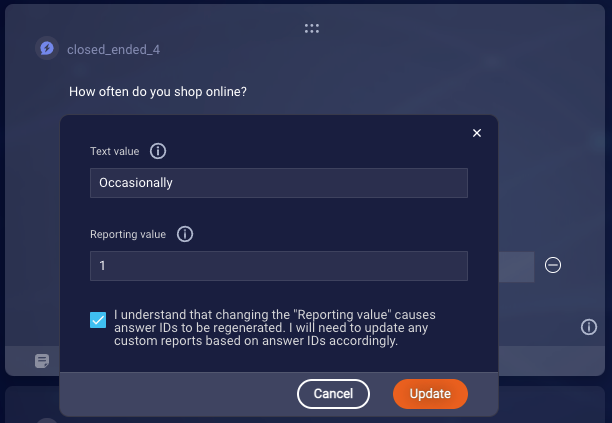 closed_ended_4
How often do you shop online?
Text value
Occasionally
Reporting value
1
I understand that changing the "Reporting value" causes
answer IDs to be regenerated. I will need to update any
custom reports based on answer IDs accordingly.
Cancel
Update